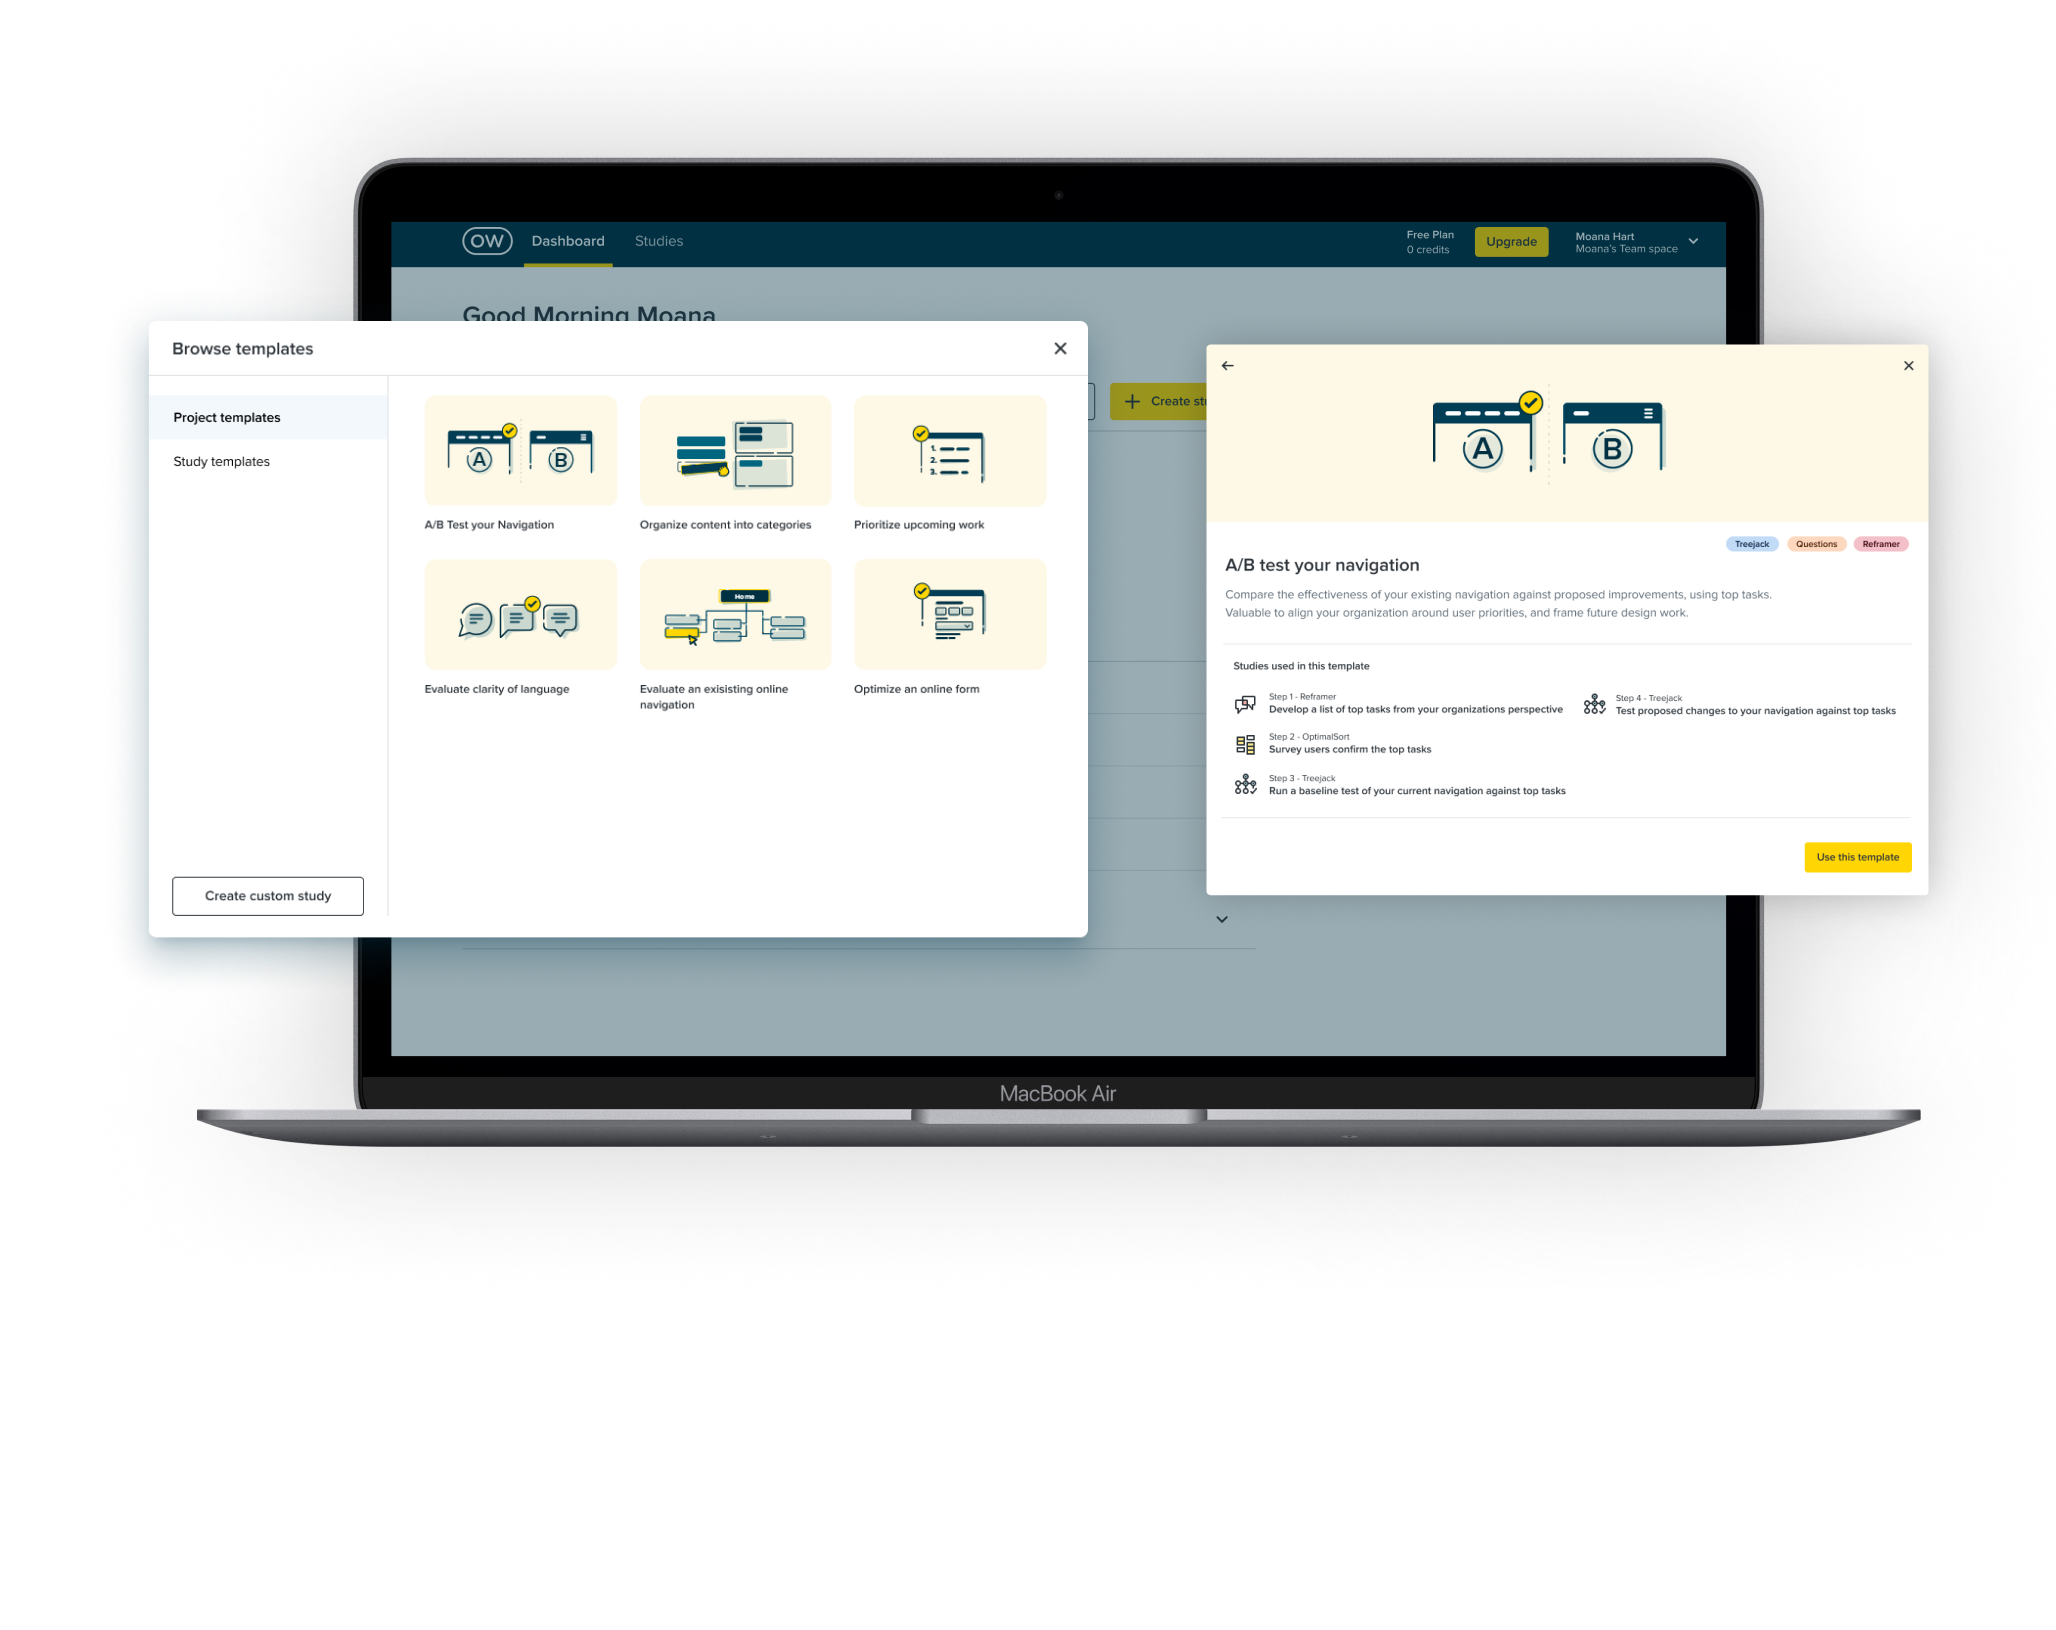 OW Dashboard Studies
Free Plan
0 credits
Upgrade
Moana Hart
Moana's Team space
Good Morning Moana
Browse templates
Project templates
Study templates
Create custom study
A
B
A/B Test your Navigation
Organize content into categories
1.
2.
3.
Prioritize upcoming work
Evaluate clarity of language
Home
Evaluate an exisisting online
navigation
Optimize an online form
Create st
A
B
Treejack Questions Reframer
A/B test your navigation
Compare the effectiveness of your existing navigation against proposed improvements, using top tasks.
Valuable to align your organization around user priorities, and frame future design work.
Studies used in this template
Step 1 - Reframer
Develop a list of top tasks from your organizations perspective
Step 2 - OptimalSort
Survey users confirm the top tasks
Step 3 - Treejack
Run a baseline test of your current navigation against top tasks
Step 4 - Treejack
Test proposed changes to your navigation against top tasks
Use this template
MacBook Air